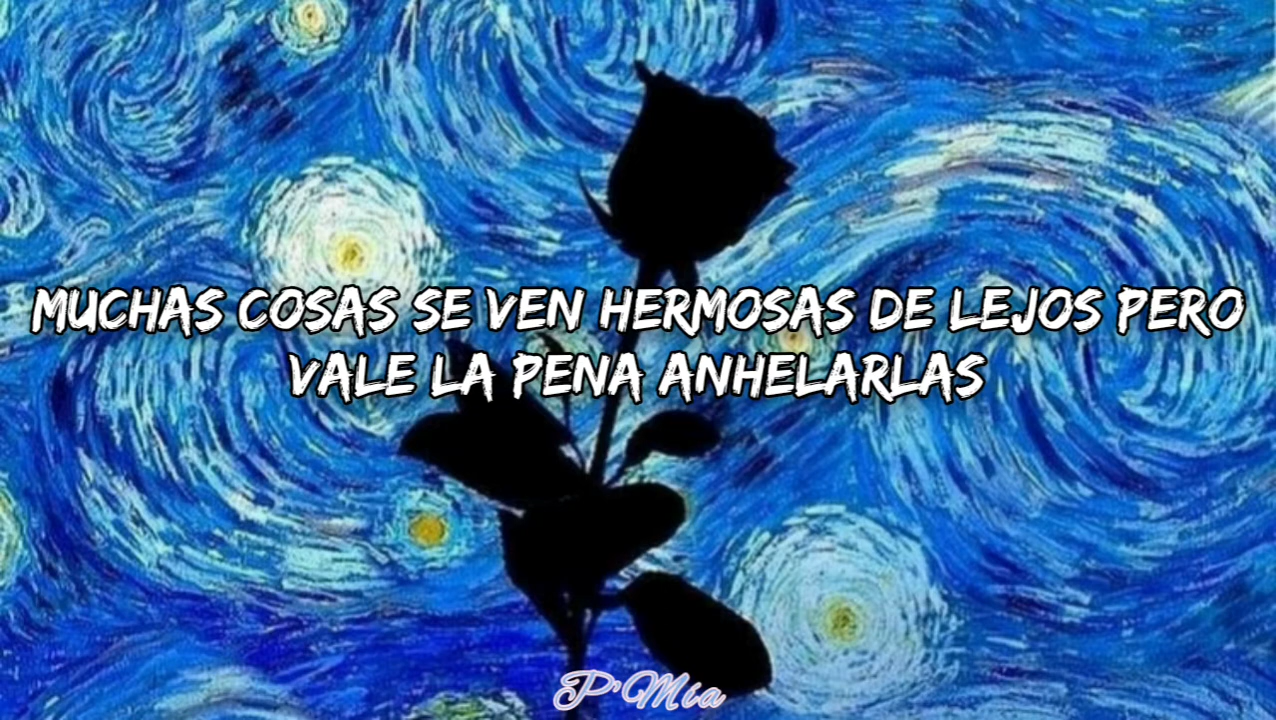 MUCHAS COSAS SE VEN HERMOSAS DE LEJOS PERO
VALE LA PENA ANHELARLAS
P'Mia